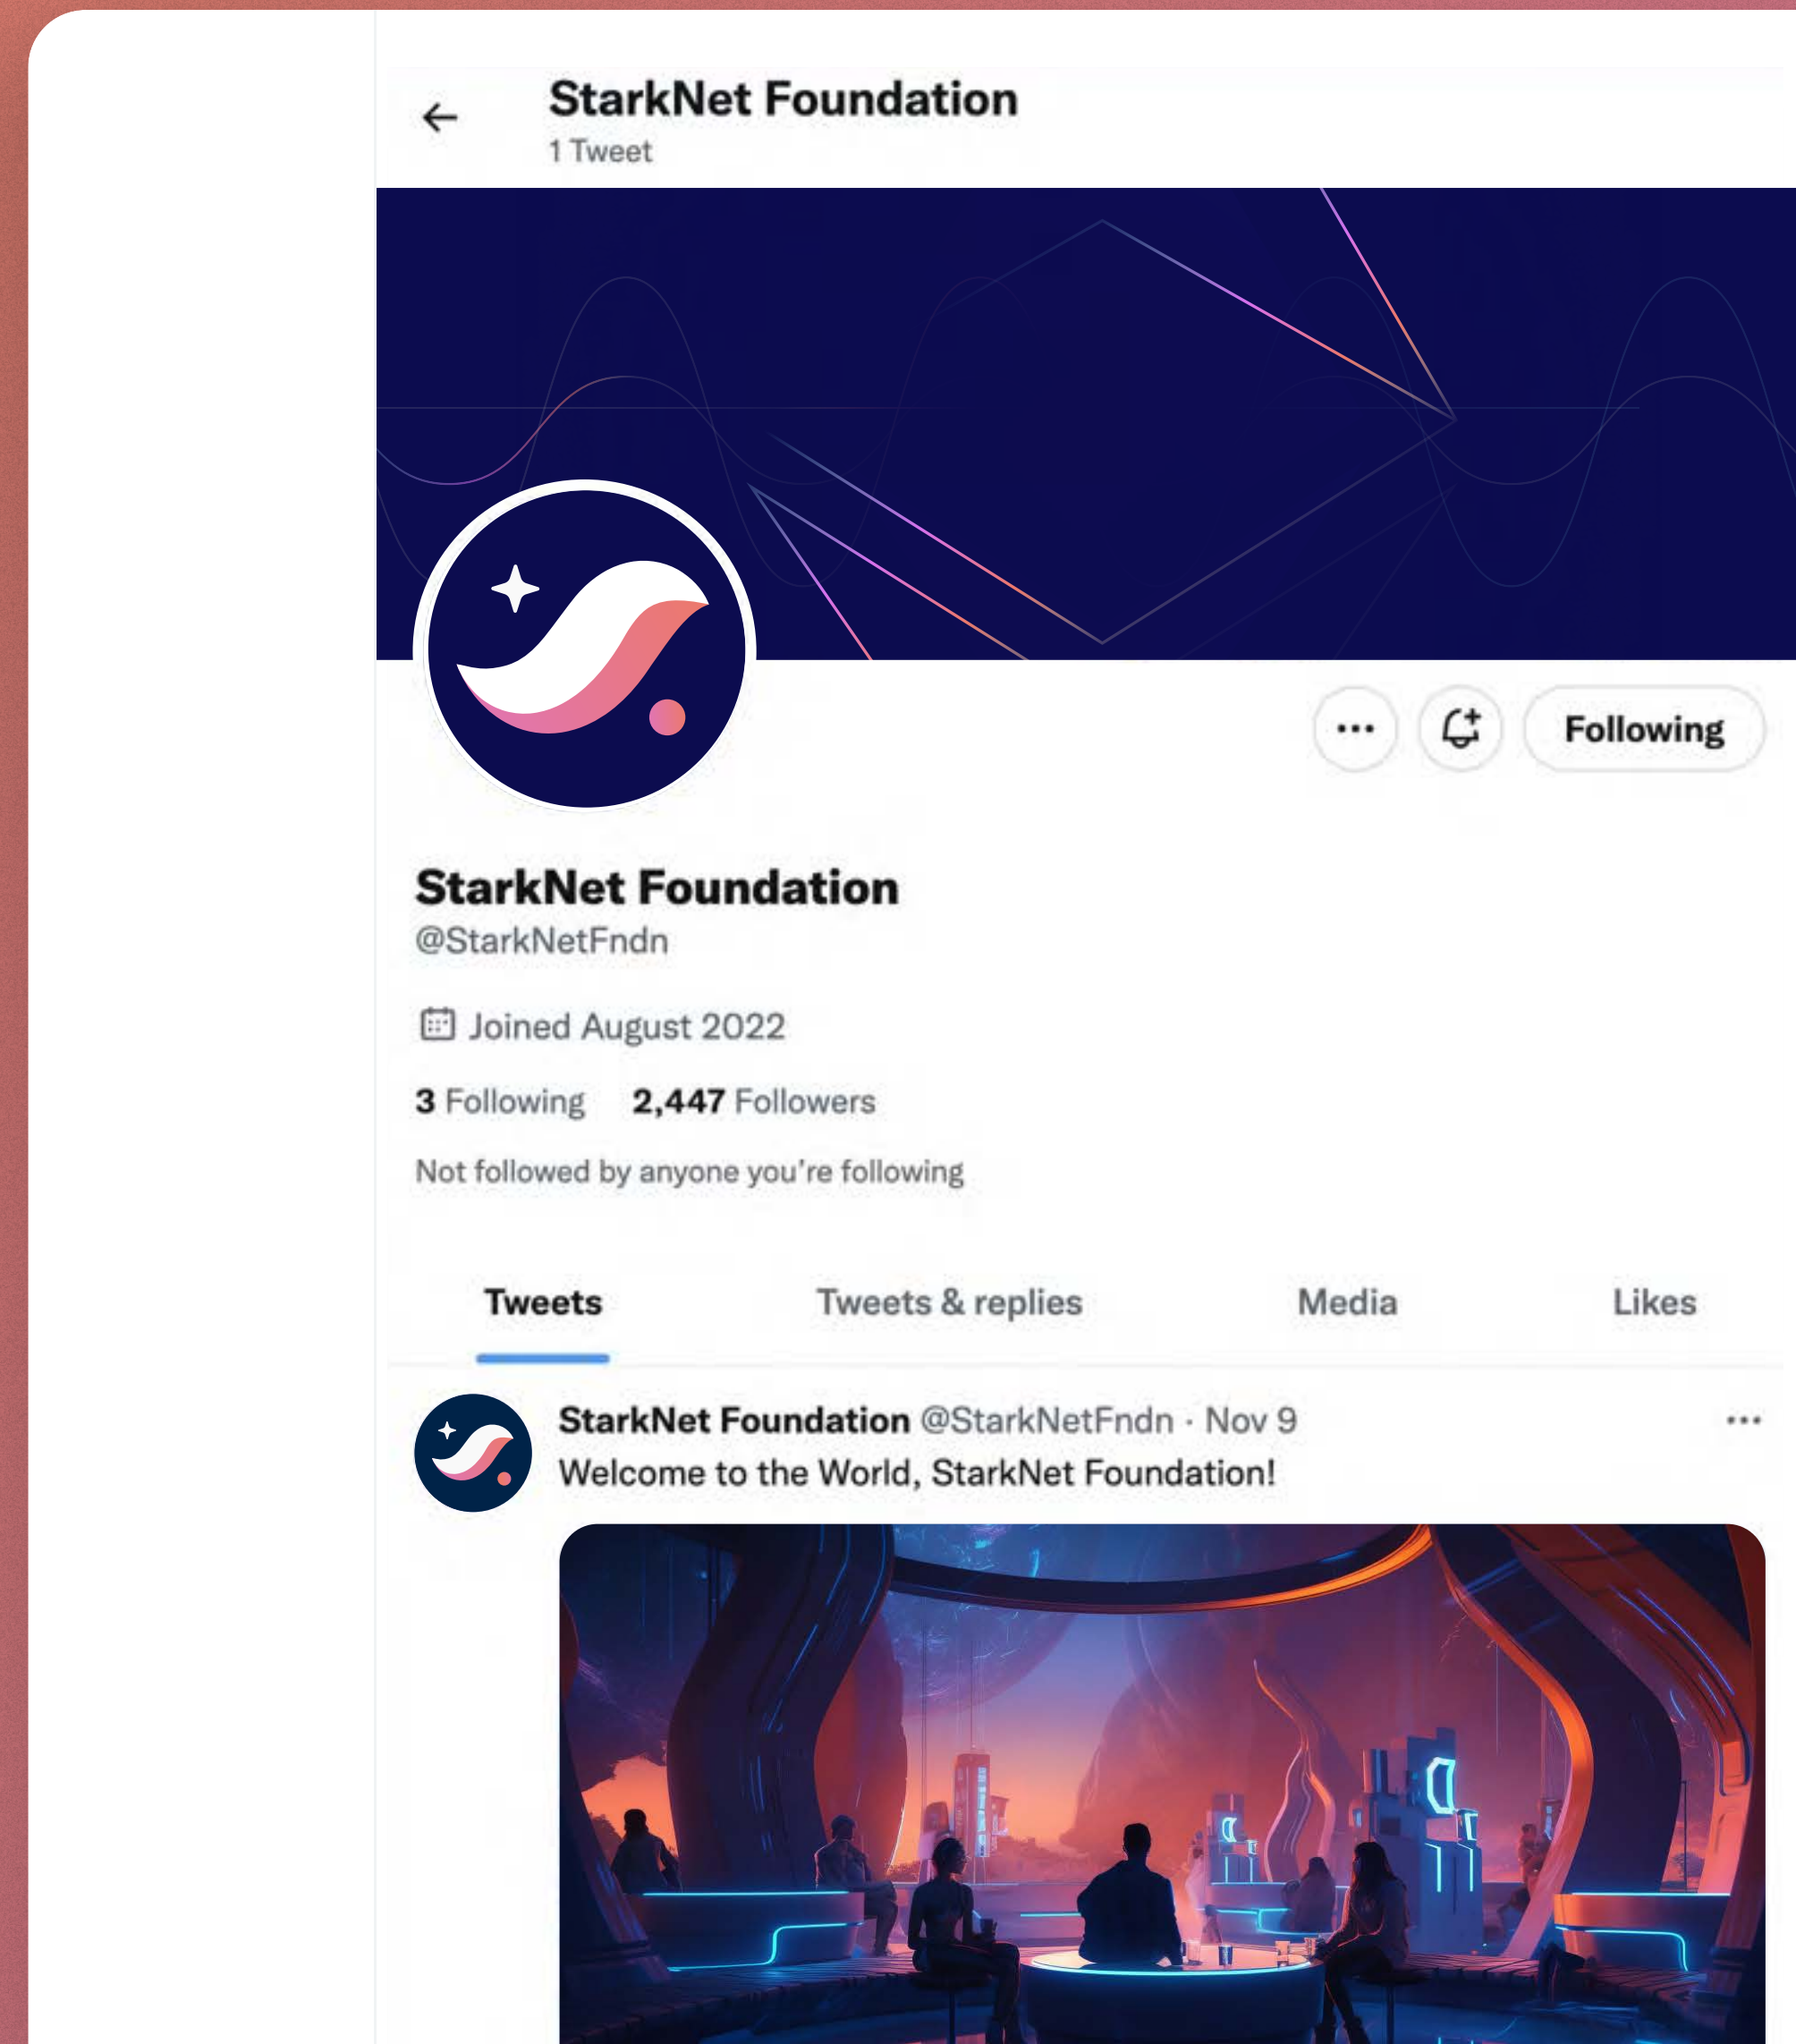 StarkNet Foundation
1 Tweet
Following
StarkNet Foundation
@StarkNetFndn
Joined August 2022
3 Following 2,447 Followers
Not followed by anyone you're following
Tweets Tweets & replies Media Likes
StarkNet Foundation @StarkNetFndn · Nov 9
Welcome to the World, StarkNet Foundation!